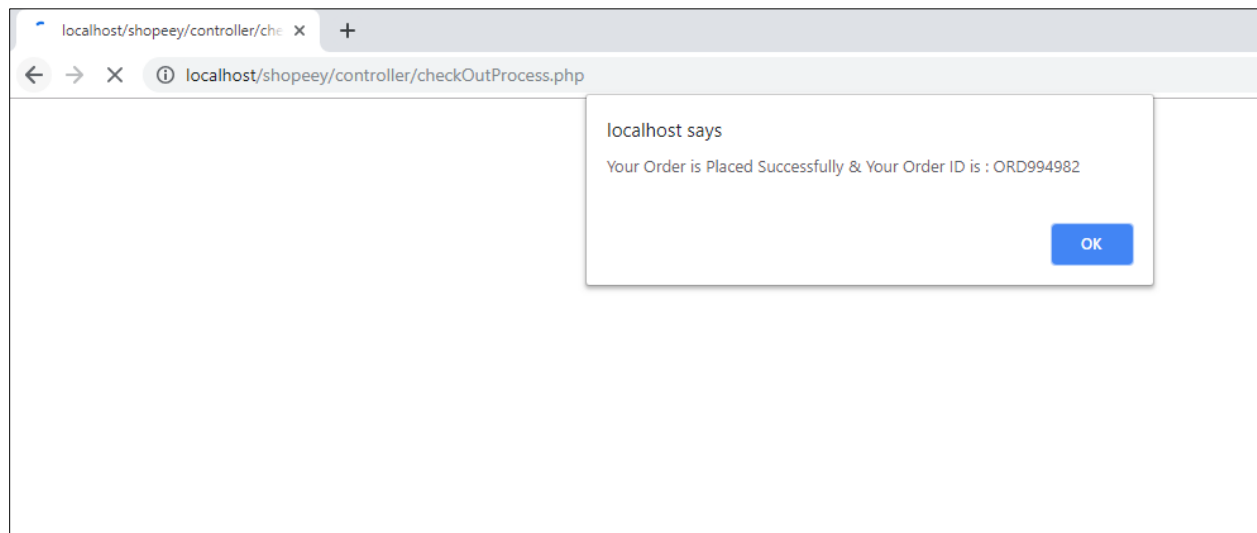 localhost/shopeey/controller/che
localhost/shopeey/controller/checkOutProcess.php
localhost says
Your Order is Placed Successfully & Your Order ID is : ORD994982
OK